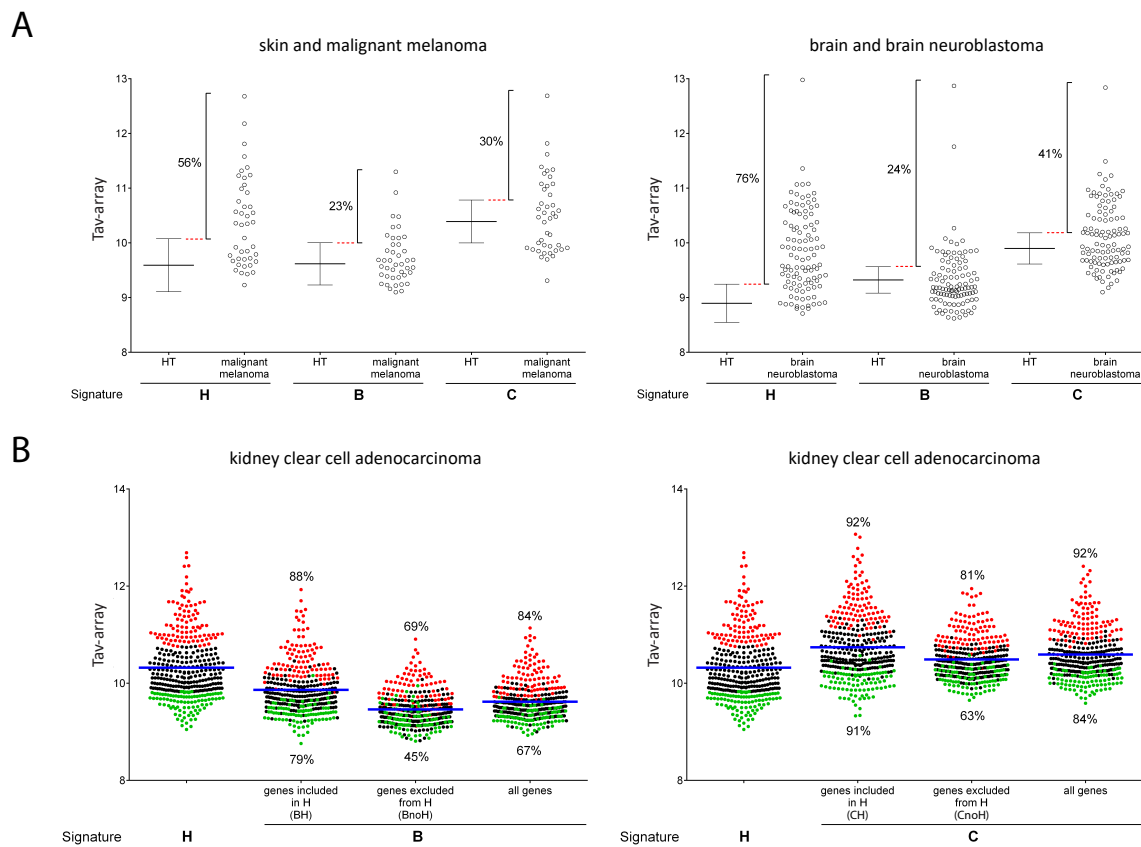 A
skin and malignant melanoma
brain and brain neuroblastoma
Tav-array
13
12
11
10
9
8
56%
23%
30%
HT
malignant
melanoma
HT
malignant
melanoma
HT
malignant
melanoma
Signature
H
B
C
Tav-array
13
12
11
10
9
8
76%
24%
41%
HT
brain
neuroblastoma
HT
brain
neuroblastoma
HT
brain
neuroblastoma
Signature
H
B
C
B
kidney clear cell adenocarcinoma
kidney clear cell adenocarcinoma
Tav-array
14
12
10
8
88%
69%
84%
79%
45%
67%
genes included
in H
(BH)
genes excluded
from H
(BnoH)
all genes
Signature
H
B
Tav-array
14
12
10
8
92%
81%
92%
91%
63%
84%
genes included
in H
(CH)
genes excluded
from H
(CnoH)
all genes
Signature
H
C